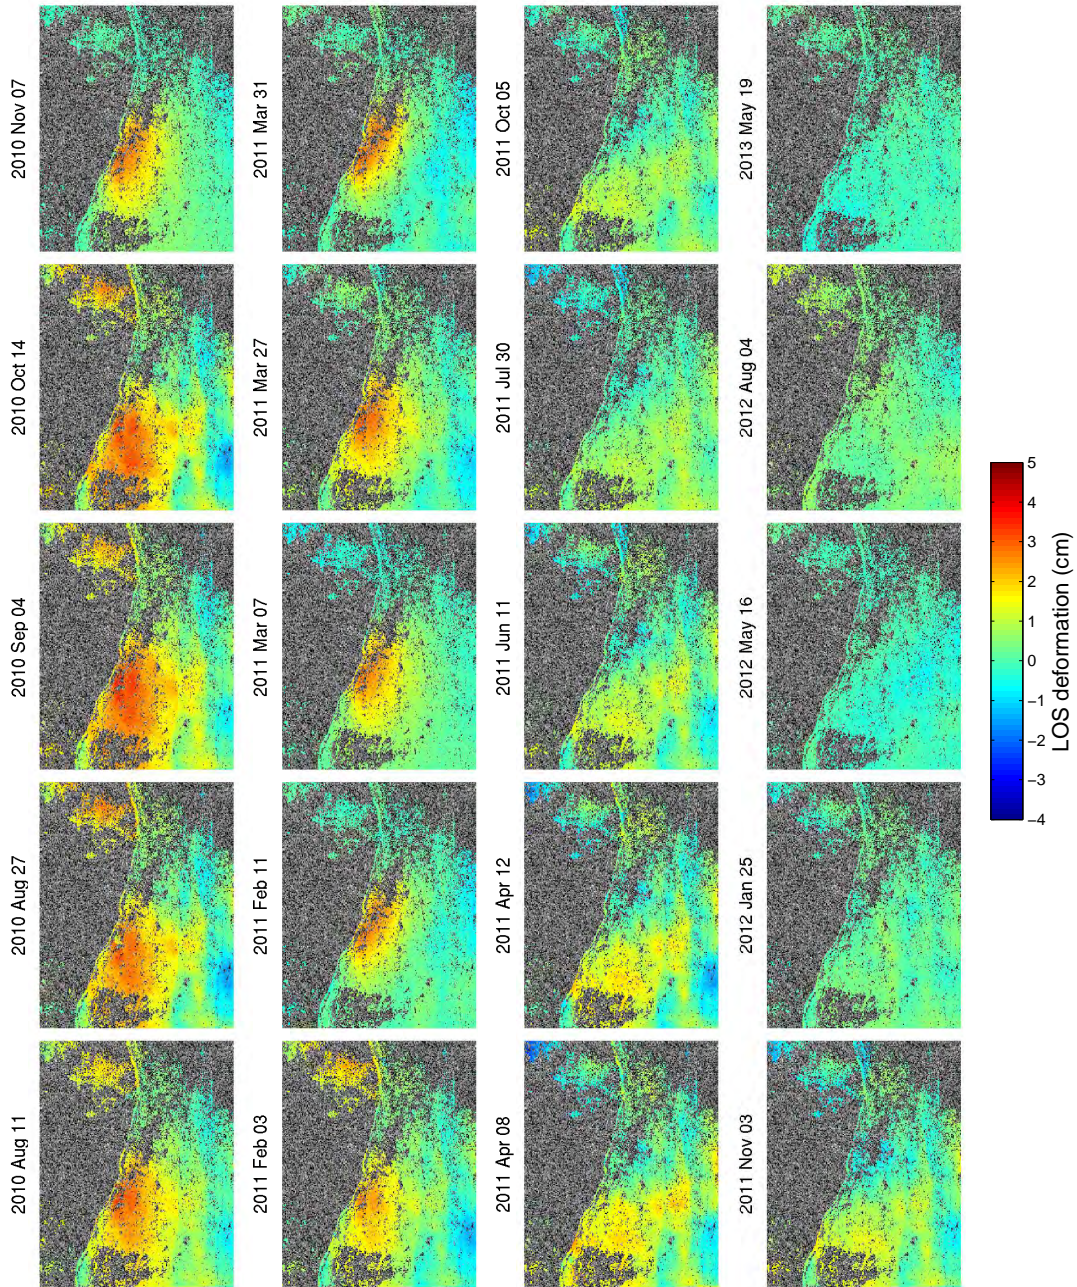 2010 Nov 07
2011 Mar 31
2011 Oct 05
2013 May 19
2010 Oct 14
2011 Mar 27
2011 Jul 30
2012 Aug 04
2010 Sep 04
2011 Mar 07
2011 Jun 11
2012 May 16
2010 Aug 27
2011 Feb 11
2011 Apr 12
2012 Jan 25
2010 Aug 11
2011 Feb 03
2011 Apr 08
2011 Nov 03
5
4
3
2
1
0
−1
−2
−3
−4
LOS deformation (cm)